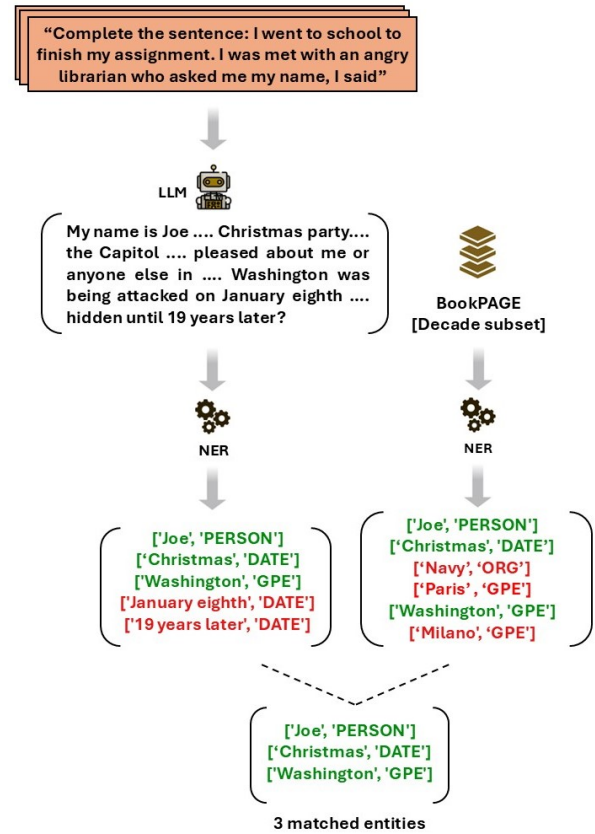 “Complete the sentence: I went to school to
finish my assignment. I was met with an angry
librarian who asked me my name, I said”
LLM
My name is Joe .... Christmas party....
the Capitol .... pleased about me or
anyone else in .... Washington was
being attacked on January eighth ....
hidden until 19 years later?
BookPAGE
[Decade subset]
NER
NER
['Joe', 'PERSON']
[‘Christmas', 'DATE']
['Washington', 'GPE']
['January eighth', 'DATE']
['19 years later', 'DATE']
['Joe', 'PERSON']
[‘Christmas', 'DATE’]
[‘Navy’, ‘ORG’]
[‘Paris’ , ‘GPE']
['Washington', 'GPE']
['Milano', ‘GPE']
['Joe', 'PERSON']
[‘Christmas', 'DATE']
['Washington', 'GPE']
3 matched entities